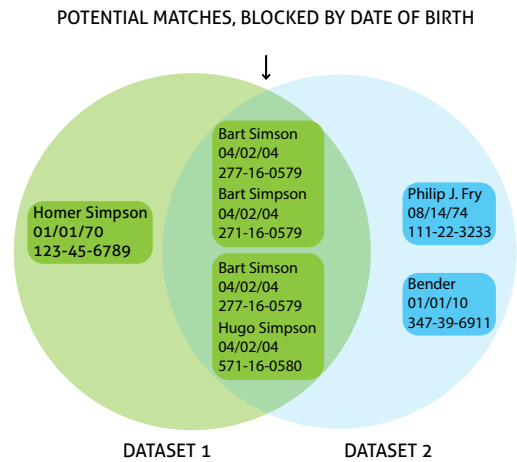 POTENTIAL MATCHES, BLOCKED BY DATE OF BIRTH
↓
Bart Simson
04/02/04
277-16-0579
Bart Simpson
04/02/04
271-16-0579
Homer Simpson
01/01/70
123-45-6789
Philip J. Fry
08/14/74
111-22-3233
Bart Simson
04/02/04
277-16-0579
Hugo Simpson
04/02/04
571-16-0580
Bender
01/01/10
347-39-6911
DATASET 1
DATASET 2